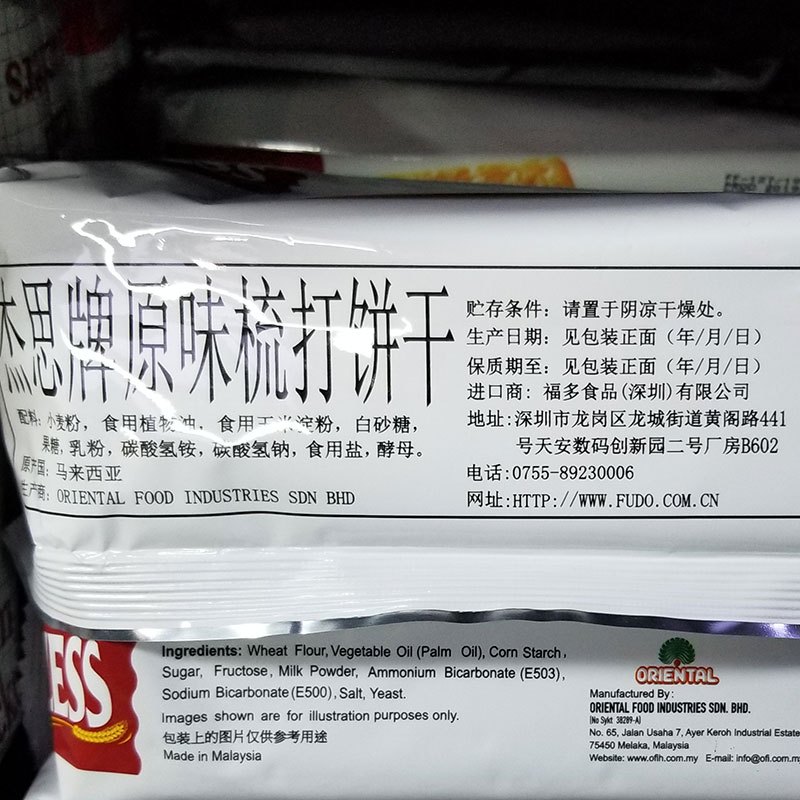 思牌原味梳打饼干
配料: 小麦粉，食用植物油，食用玉米淀粉，白砂糖，
果糖，乳粉，碳酸氢铵，碳酸氢钠，食用盐，酵母。
原产国: 马来西亚
生产商: ORIENTAL FOOD INDUSTRIES SDN BHD
贮存条件: 请置于阴凉干燥处。
生产日期: 见包装正面（年/月/日）
保质期至: 见包装正面（年/月/日）
进口商: 福多食品(深圳)有限公司
地址:深圳市龙岗区龙城街道黄阁路441
号天安数码创新园二号厂房B602
电话:0755-89230006
网址:HTTP://WWW.FUDO.COM.CN
ESS
Ingredients: Wheat Flour, Vegetable Oil (Palm Oil), Corn Starch,
Sugar, Fructose, Milk Powder, Ammonium Bicarbonate (E503),
Sodium Bicarbonate (E500), Salt, Yeast.
Images shown are for illustration purposes only.
包装上的图片仅供参考用途
Made in Malaysia
ORIENTAL
Manufactured By:
ORIENTAL FOOD INDUSTRIES SDN. BHD.
(No Sykt 38289-A)
No. 65, Jalan Usaha 7, Ayer Keroh Industrial Estate
75450 Melaka, Malaysia
Website: www.ofih.com.my E-mail: info@ofi.com.my